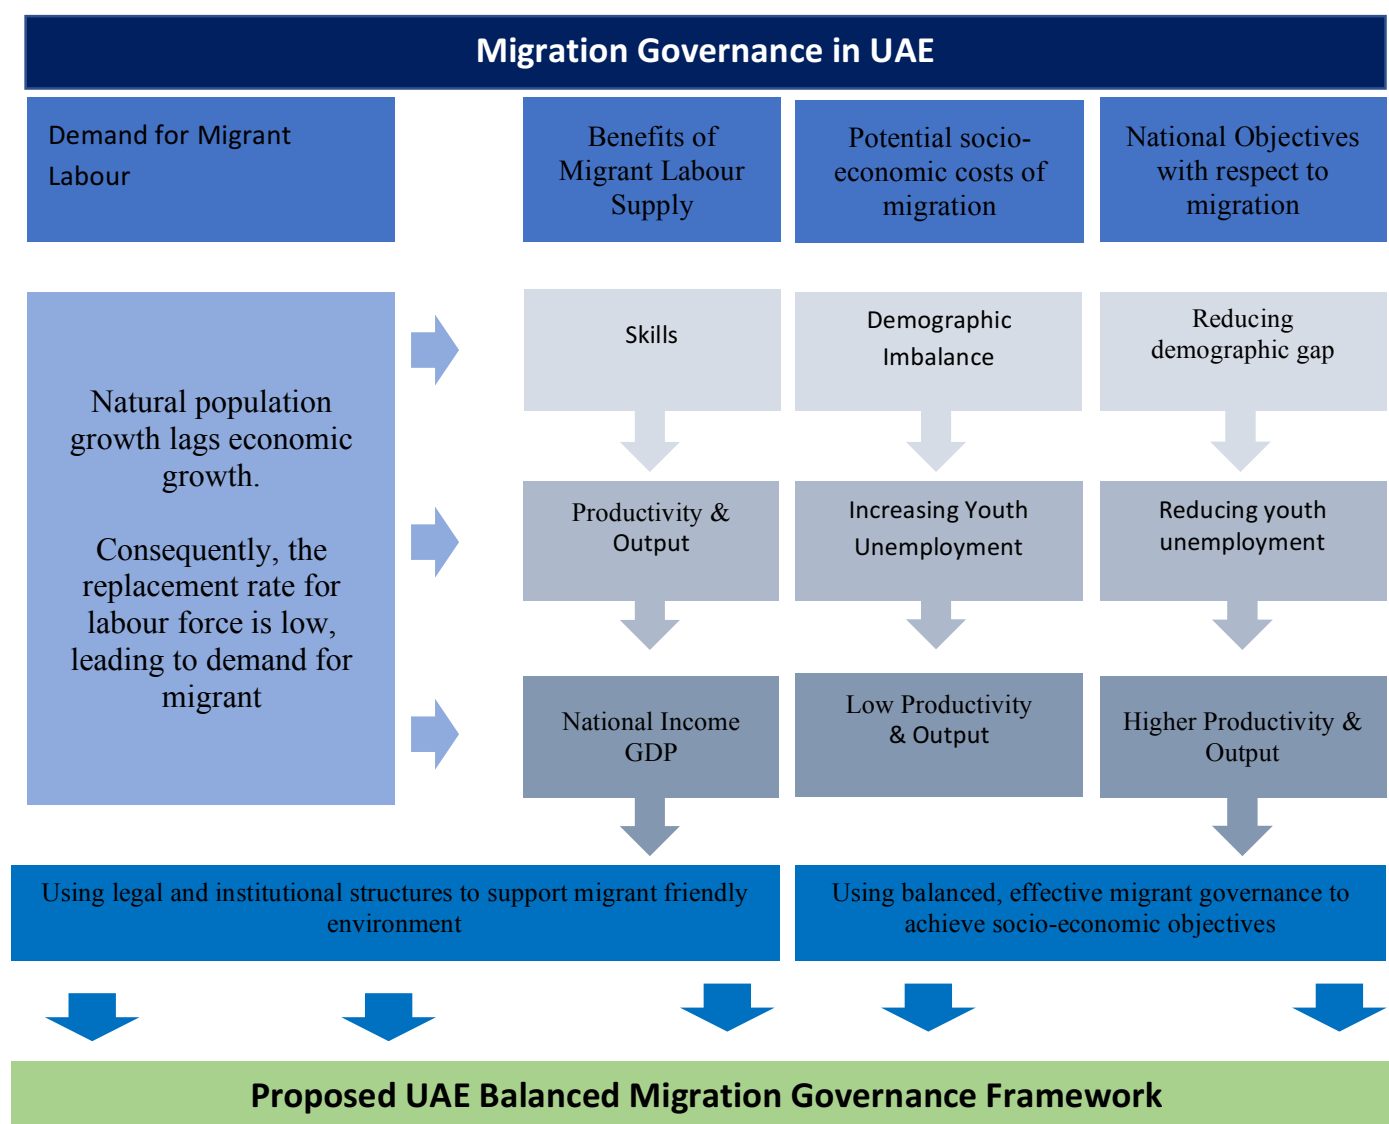 Migration Governance in UAE
Demand for Migrant
Labour
Benefits of
Migrant Labour
Supply
Potential socio-
economic costs of
migration
National Objectives
with respect to
migration
Natural population
growth lags economic
growth.
Consequently, the
replacement rate for
labour force is low,
leading to demand for
migrant
Skills
Demographic
Imbalance
Reducing
demographic gap
Productivity &
Output
Increasing Youth
Unemployment
Reducing youth
unemployment
National Income
GDP
Low Productivity
& Output
Higher Productivity &
Output
Using legal and institutional structures to support migrant friendly
environment
Using balanced, effective migrant governance to
achieve socio-economic objectives
Proposed UAE Balanced Migration Governance Framework